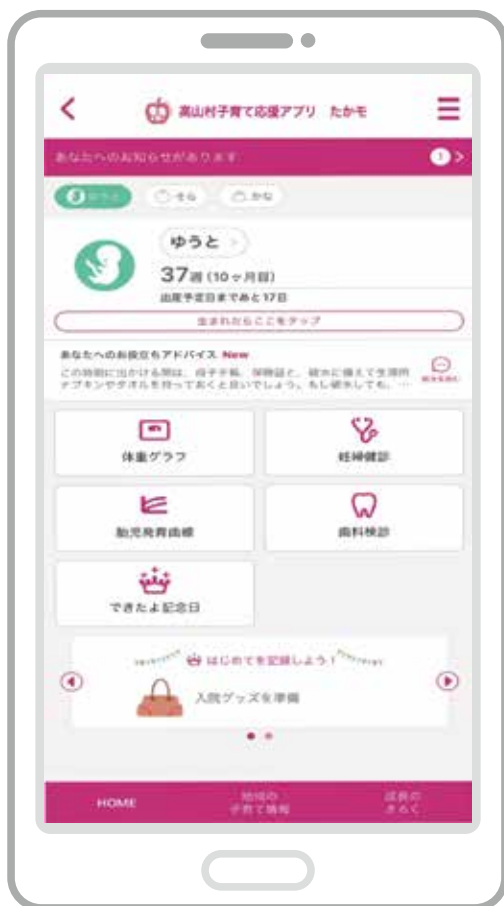 高山村子育て応援アプリ たかモ
あなたへのお知らせがあります
1
ゆうと そら かな
ゆうと
37週 (10ヶ月目)
出産予定日まであと17日
生まれたらここをタップ
あなたへのお役立ちアドバイス New
この時期に出かける際は、母子手帳、保険証と、破水に備えて生理用
ナプキンやタオルを持っておくと良いでしょう。もし破水しても、…
続きを読む
体重グラフ
妊婦健診
胎児発育曲線
歯科検診
できたよ記念日
はじめてを記録しよう!
入院グッズを準備
HOME
地域の
子育て情報
成長の
きろく